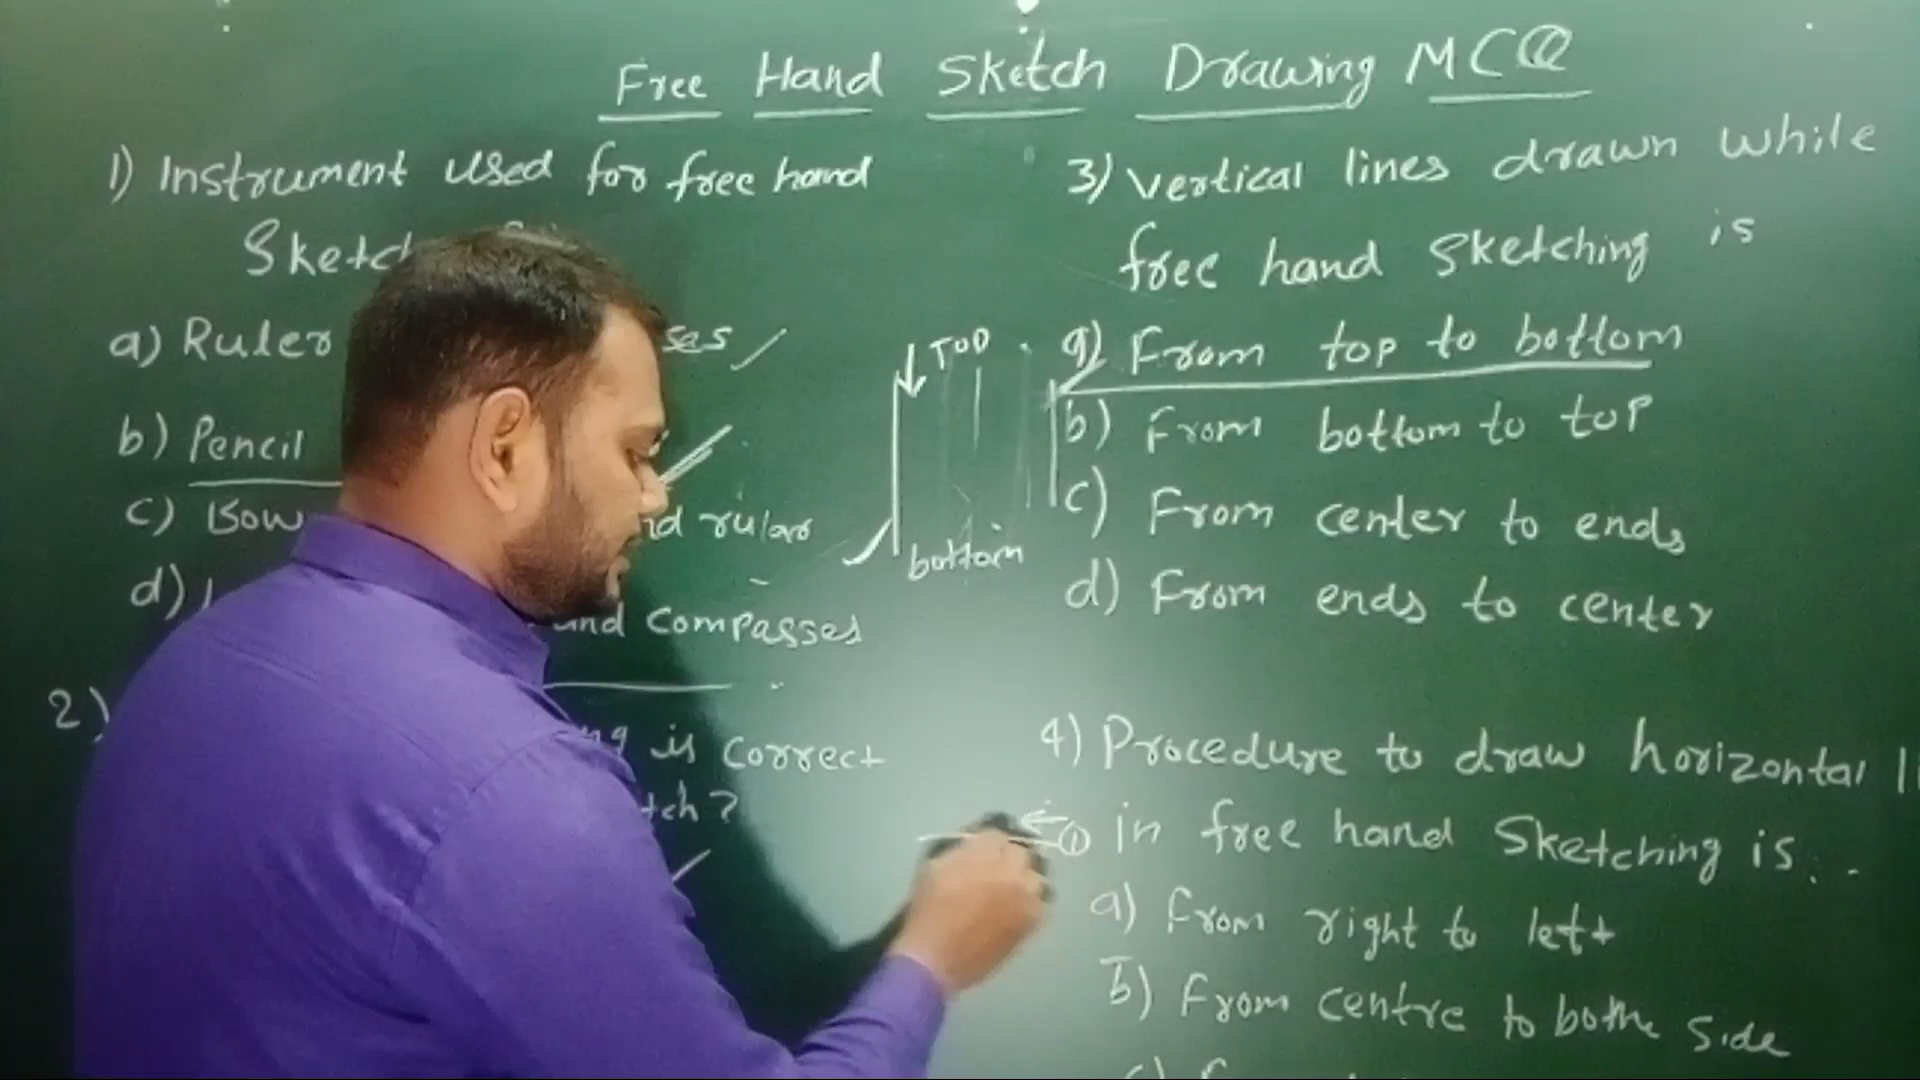 Free Hand Sketch Drawing MCQ
1) Instrument used for free hand
a) Ruler
b) Pencil
c) Bow and rular
d) and Compasses
2)
is correct
3) Vertical lines drawn while
free hand Sketching is
a) From top to bottom
b) From bottom to top
c) From center to ends
d) From ends to center
Top
bottom
4) Procedure to draw horizontal
① in free hand Sketching is...
a) From right to left
b) From centre to both side
c)